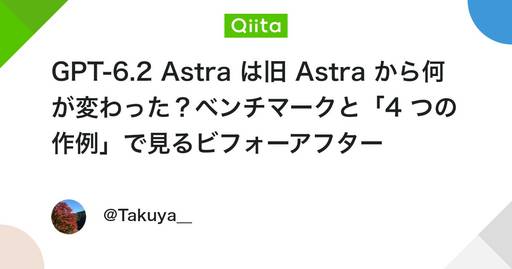 Qiita
GPT-6.2 Astra は旧 Astra から何
が変わった？ベンチマークと「4 つの
作例」で見るビフォーアフター
@Takuya__